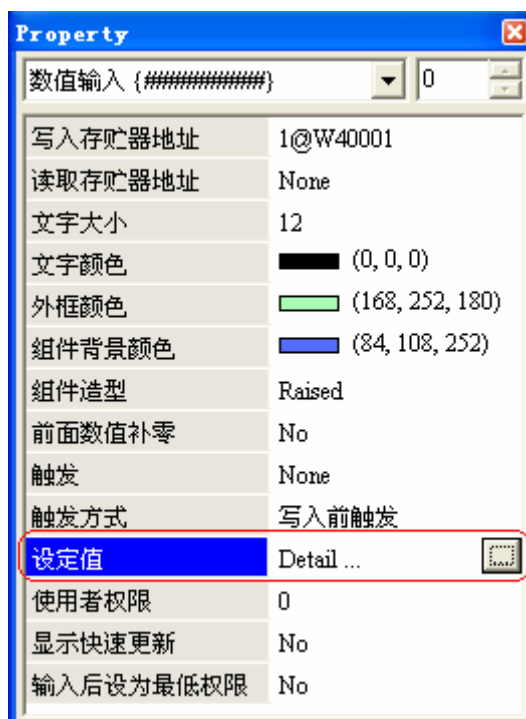 Property
数值输入 {############} 0
写入存贮器地址 1@W40001
读取存贮器地址 None
文字大小 12
文字颜色 (0, 0, 0)
外框颜色 (168, 252, 180)
组件背景颜色 (84, 108, 252)
组件造型 Raised
前面数值补零 No
触发 None
触发方式 写入前触发
设定值 Detail ...
使用者权限 0
显示快速更新 No
输入后设为最低权限 No